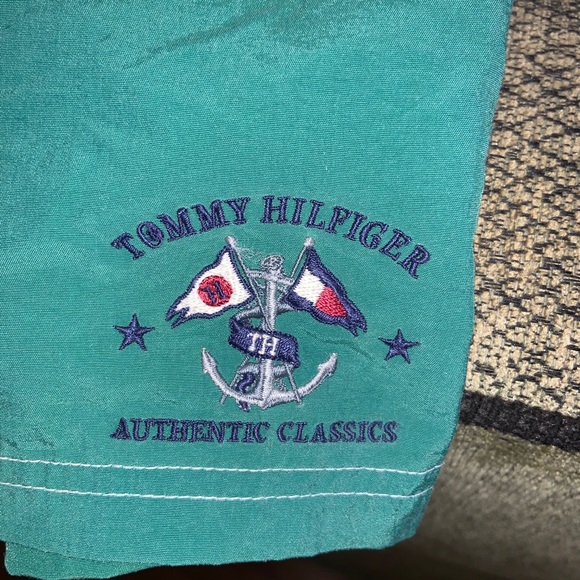 TOMMY HILFIGER
H
TH
AUTHENTIC CLASSICS